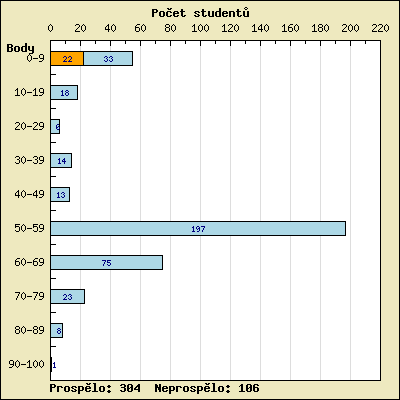 Počet studentů
0 20 40 60 80 100 120 140 160 180 200 220
Body
0-9 22 33
10-19 18
20-29 6
30-39 14
40-49 13
50-59 197
60-69 75
70-79 23
80-89 8
90-100 1
Prospělo: 304 Neprospělo: 106